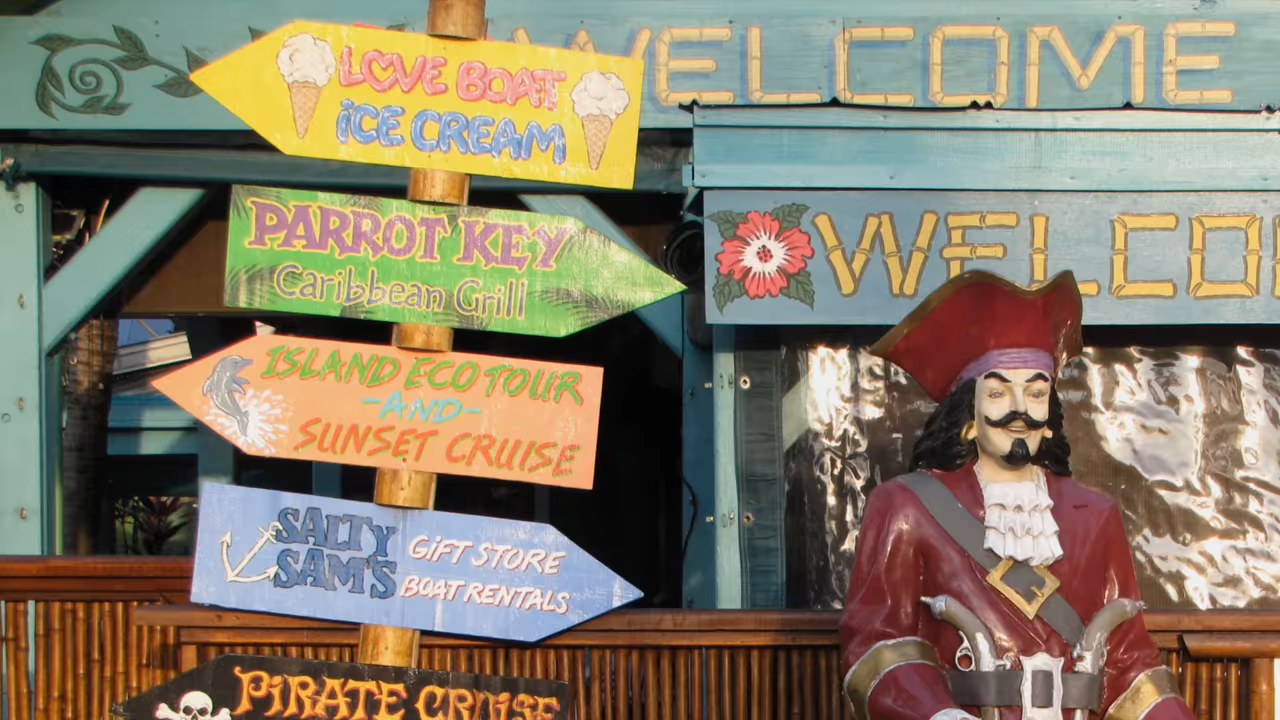 WELCOME
LOVE BOAT
ICE CREAM
PARROT KEY
Caribbean Grill
WELCO
ISLAND ECO TOUR
-AND-
SUNSET CRUISE
SALTY
SAM'S
GIFT STORE
BOAT RENTALS
PIRATE CRUISE